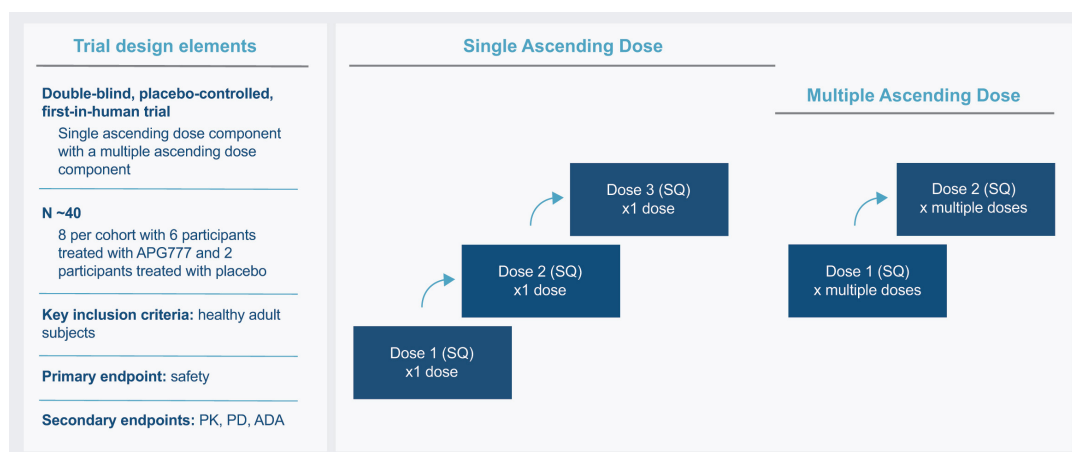 Trial design elements
Double-blind, placebo-controlled,
first-in-human trial
Single ascending dose component
with a multiple ascending dose
component
N ~40
8 per cohort with 6 participants
treated with APG777 and 2
participants treated with placebo
Key inclusion criteria: healthy adult
subjects
Primary endpoint: safety
Secondary endpoints: PK, PD, ADA
Single Ascending Dose
Dose 3 (SQ)
x1 dose
Dose 2 (SQ)
x1 dose
Dose 1 (SQ)
x1 dose
Multiple Ascending Dose
Dose 2 (SQ)
x multiple doses
Dose 1 (SQ)
x multiple doses